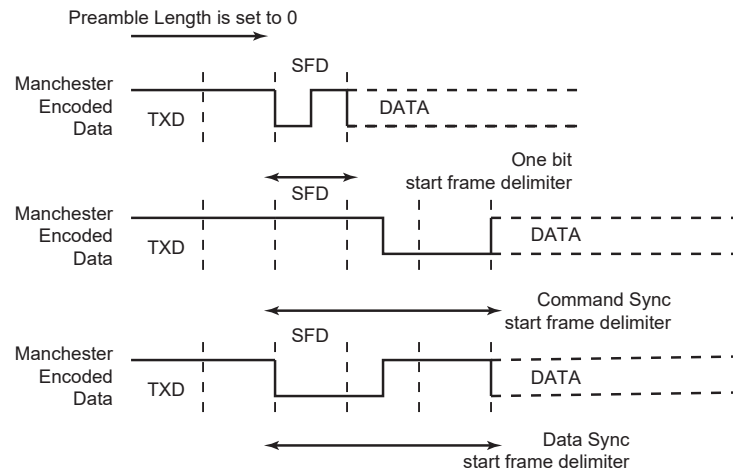 Preamble Length is set to 0
SFD
Manchester
Encoded
Data
TXD
DATA
One bit
start frame delimiter
SFD
Manchester
Encoded
Data
TXD
DATA
Command Sync
start frame delimiter
SFD
Manchester
Encoded
Data
TXD
DATA
Data Sync
start frame delimiter